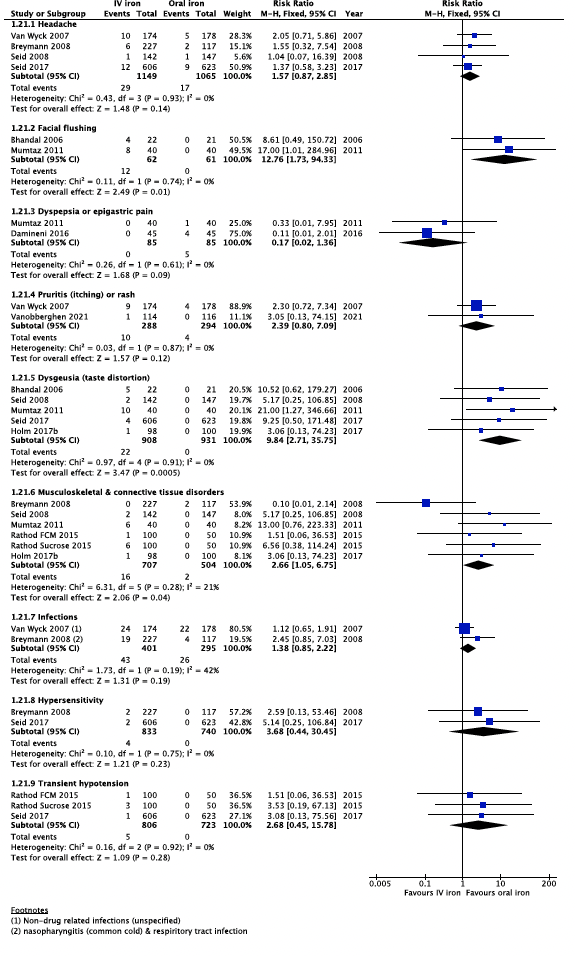 IV iron Oral iron Risk Ratio Risk Ratio
Study or Subgroup Events Total Events Total Weight M-H, Fixed, 95% CI Year M-H, Fixed, 95% CI
1.21.1 Headache
Van Wyck 2007 10 174 5 178 28.3% 2.05 [0.71, 5.86] 2007
Breymann 2008 6 227 2 117 15.2% 1.55 [0.32, 7.54] 2008
Seid 2008 1 142 1 147 5.6% 1.04 [0.07, 16.39] 2008
Seid 2017 12 606 9 623 50.9% 1.37 [0.58, 3.23] 2017
Subtotal (95% CI) 1149 1065 100.0% 1.57 [0.87, 2.85]
Total events 29 17
Heterogeneity: Chi² = 0.43, df = 3 (P = 0.93); I² = 0%
Test for overall effect: Z = 1.48 (P = 0.14)
1.21.2 Facial flushing
Bhandal 2006 4 22 0 21 50.5% 8.61 [0.49, 150.72] 2006
Mumtaz 2011 8 40 0 40 49.5% 17.00 [1.01, 284.96] 2011
Subtotal (95% CI) 62 61 100.0% 12.76 [1.73, 94.33]
Total events 12 0
Heterogeneity: Chi² = 0.11, df = 1 (P = 0.74); I² = 0%
Test for overall effect: Z = 2.49 (P = 0.01)
1.21.3 Dyspepsia or epigastric pain
Mumtaz 2011 0 40 1 40 25.0% 0.33 [0.01, 7.95] 2011
Damineni 2016 0 45 4 45 75.0% 0.11 [0.01, 2.01] 2016
Subtotal (95% CI) 85 85 100.0% 0.17 [0.02, 1.36]
Total events 0 5
Heterogeneity: Chi² = 0.26, df = 1 (P = 0.61); I² = 0%
Test for overall effect: Z = 1.68 (P = 0.09)
1.21.4 Pruritis (itching) or rash
Van Wyck 2007 9 174 4 178 88.9% 2.30 [0.72, 7.34] 2007
Vanobberghen 2021 1 114 0 116 11.1% 3.05 [0.13, 74.15] 2021
Subtotal (95% CI) 288 294 100.0% 2.39 [0.80, 7.09]
Total events 10 4
Heterogeneity: Chi² = 0.03, df = 1 (P = 0.87); I² = 0%
Test for overall effect: Z = 1.57 (P = 0.12)
1.21.5 Dysgeusia (taste distortion)
Bhandal 2006 5 22 0 21 20.5% 10.52 [0.62, 179.27] 2006
Seid 2008 2 142 0 147 19.7% 5.17 [0.25, 106.85] 2008
Mumtaz 2011 10 40 0 40 20.1% 21.00 [1.27, 346.66] 2011
Seid 2017 4 606 0 623 19.8% 9.25 [0.50, 171.48] 2017
Holm 2017b 1 98 0 100 19.9% 3.06 [0.13, 74.23] 2017
Subtotal (95% CI) 908 931 100.0% 9.84 [2.71, 35.75]
Total events 22 0
Heterogeneity: Chi² = 0.97, df = 4 (P = 0.91); I² = 0%
Test for overall effect: Z = 3.47 (P = 0.0005)
1.21.6 Musculoskeletal & connective tissue disorders
Breymann 2008 0 227 2 117 53.9% 0.10 [0.01, 2.14] 2008
Seid 2008 2 142 0 147 8.0% 5.17 [0.25, 106.85] 2008
Mumtaz 2011 6 40 0 40 8.2% 13.00 [0.76, 223.33] 2011
Rathod FCM 2015 1 100 0 50 10.9% 1.51 [0.06, 36.53] 2015
Rathod Sucrose 2015 6 100 0 50 10.9% 6.56 [0.38, 114.24] 2015
Holm 2017b 1 98 0 100 8.1% 3.06 [0.13, 74.23] 2017
Subtotal (95% CI) 707 504 100.0% 2.66 [1.05, 6.75]
Total events 16 2
Heterogeneity: Chi² = 6.31, df = 5 (P = 0.28); I² = 21%
Test for overall effect: Z = 2.06 (P = 0.04)
1.21.7 Infections
Van Wyck 2007 (1) 24 174 22 178 80.5% 1.12 [0.65, 1.91] 2007
Breymann 2008 (2) 19 227 4 117 19.5% 2.45 [0.85, 7.03] 2008
Subtotal (95% CI) 401 295 100.0% 1.38 [0.85, 2.22]
Total events 43 26
Heterogeneity: Chi² = 1.73, df = 1 (P = 0.19); I² = 42%
Test for overall effect: Z = 1.31 (P = 0.19)
1.21.8 Hypersensitivity
Breymann 2008 2 227 0 117 57.2% 2.59 [0.13, 53.46] 2008
Seid 2017 2 606 0 623 42.8% 5.14 [0.25, 106.84] 2017
Subtotal (95% CI) 833 740 100.0% 3.68 [0.44, 30.45]
Total events 4 0
Heterogeneity: Chi² = 0.10, df = 1 (P = 0.75); I² = 0%
Test for overall effect: Z = 1.21 (P = 0.23)
1.21.9 Transient hypotension
Rathod FCM 2015 1 100 0 50 36.5% 1.51 [0.06, 36.53] 2015
Rathod Sucrose 2015 3 100 0 50 36.5% 3.53 [0.19, 67.13] 2015
Seid 2017 1 606 0 623 27.1% 3.08 [0.13, 75.56] 2017
Subtotal (95% CI) 806 723 100.0% 2.68 [0.45, 15.78]
Total events 5 0
Heterogeneity: Chi² = 0.16, df = 2 (P = 0.92); I² = 0%
Test for overall effect: Z = 1.09 (P = 0.28)
0.005 0.1 1 10 200
Favours IV iron Favours oral iron
Footnotes
(1) Non-drug related infections (unspecified)
(2) nasopharyngitis (common cold) & respiritory tract infection